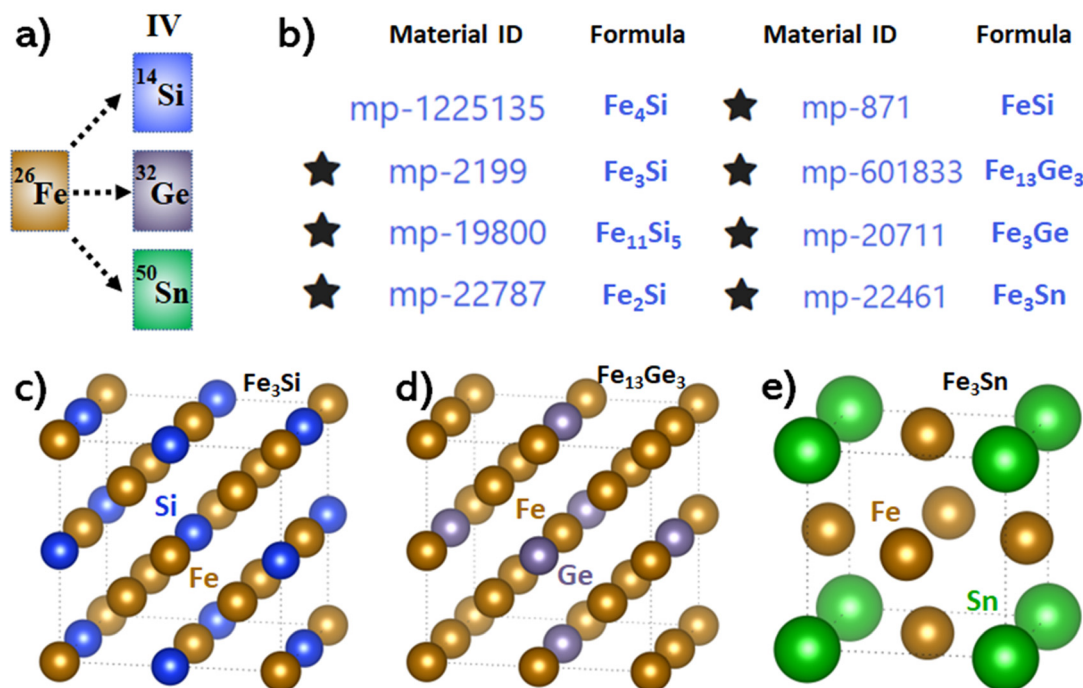 a) IV
14Si
26Fe
32Ge
50Sn
b) Material ID Formula Material ID Formula
mp-1225135 Fe4Si ★ mp-871 FeSi
★ mp-2199 Fe3Si ★ mp-601833 Fe13Ge3
★ mp-19800 Fe11Si5 ★ mp-20711 Fe3Ge
★ mp-22787 Fe2Si ★ mp-22461 Fe3Sn
c) Fe3Si
Si
Fe
d) Fe13Ge3
Fe
Ge
e) Fe3Sn
Fe
Sn